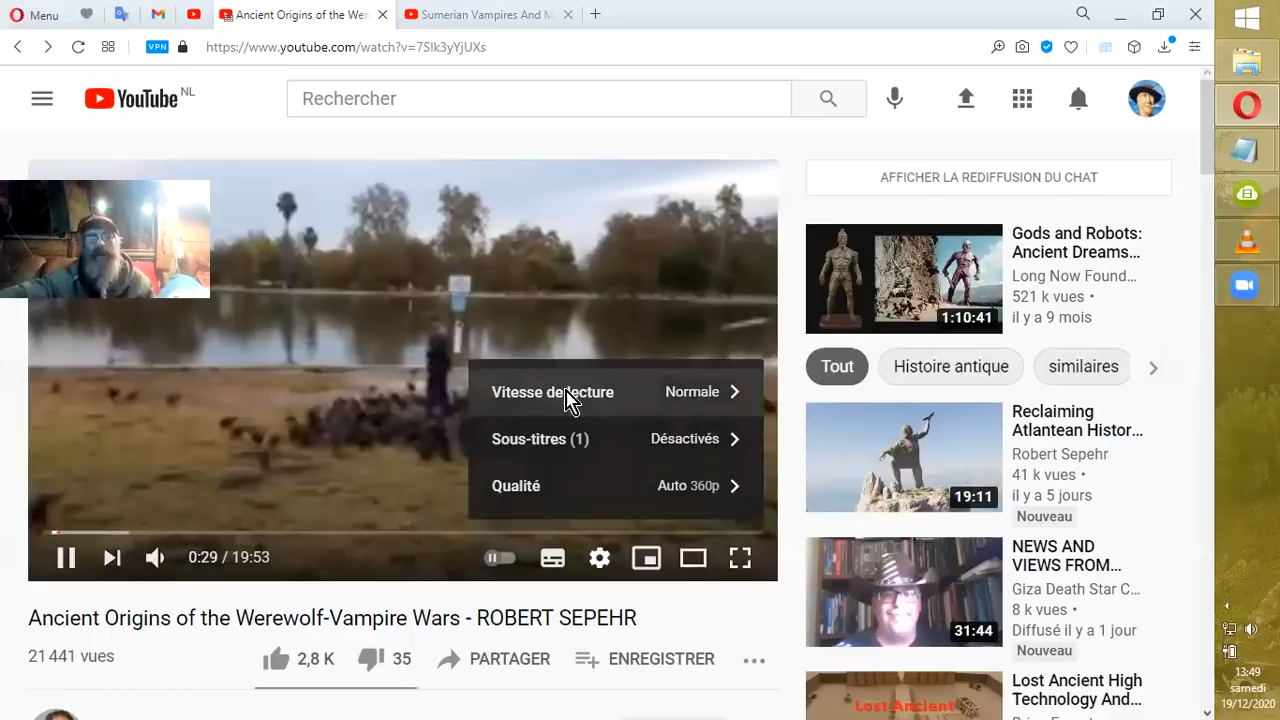 Menu
Ancient Origins of the We
Sumerian Vampires And N
VPN
https://www.youtube.com/watch?v=7SIk3yYjUXs
YouTube NL
Rechercher
AFFICHER LA REDIFFUSION DU CHAT
Gods and Robots:
Ancient Dreams...
Long Now Found...
521 k vues •
il y a 9 mois
1:10:41
Tout
Histoire antique
similaires
Vitesse de lecture
Normale
Sous-titres (1)
Désactivés
Qualité
Auto 360p
Reclaiming
Atlantean Histor...
Robert Sepehr
41 k vues •
il y a 5 jours
Nouveau
19:11
NEWS AND
VIEWS FROM...
Giza Death Star C...
8 k vues •
Diffusé il y a 1 jour
Nouveau
31:44
0:29 / 19:53
Ancient Origins of the Werewolf-Vampire Wars - ROBERT SEPEHR
21 441 vues
2,8 K
35
PARTAGER
ENREGISTRER
Lost Ancient High
Technology And...
Lost Ancient
13:49
samedi
19/12/2020